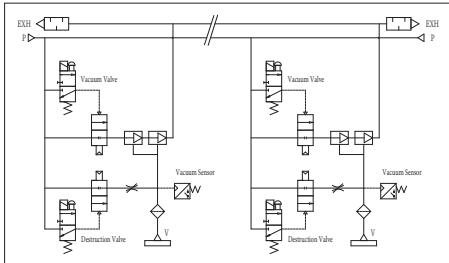 EXH
EXH
P
P
Vacuum Valve
Vacuum Valve
Vacuum Sensor
Vacuum Sensor
V
V
Destruction Valve
Destruction Valve